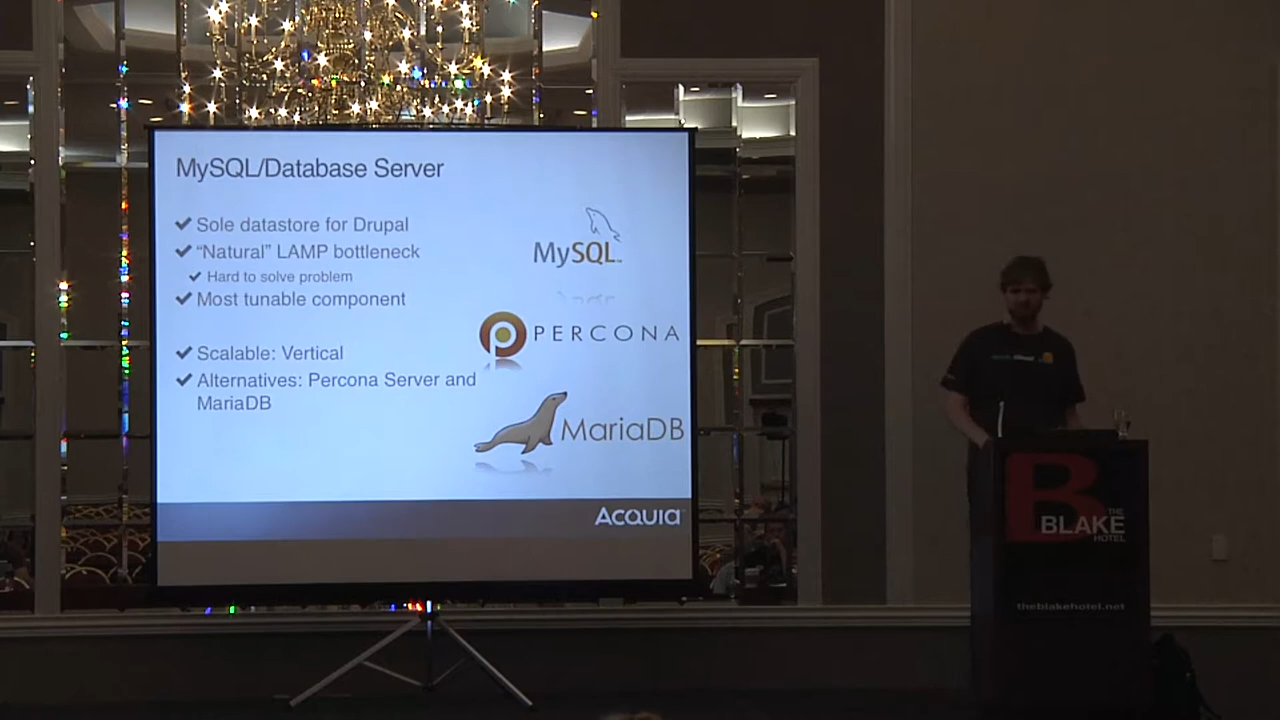 MySQL/Database Server
Sole datastore for Drupal
“Natural” LAMP bottleneck
Hard to solve problem
Most tunable component
Scalable: Vertical
Alternatives: Percona Server and
MariaDB
MySQL
PERCONA
MariaDB
ACQUIA
B
THE
BLAKE
HOTEL
theblakehotel.net